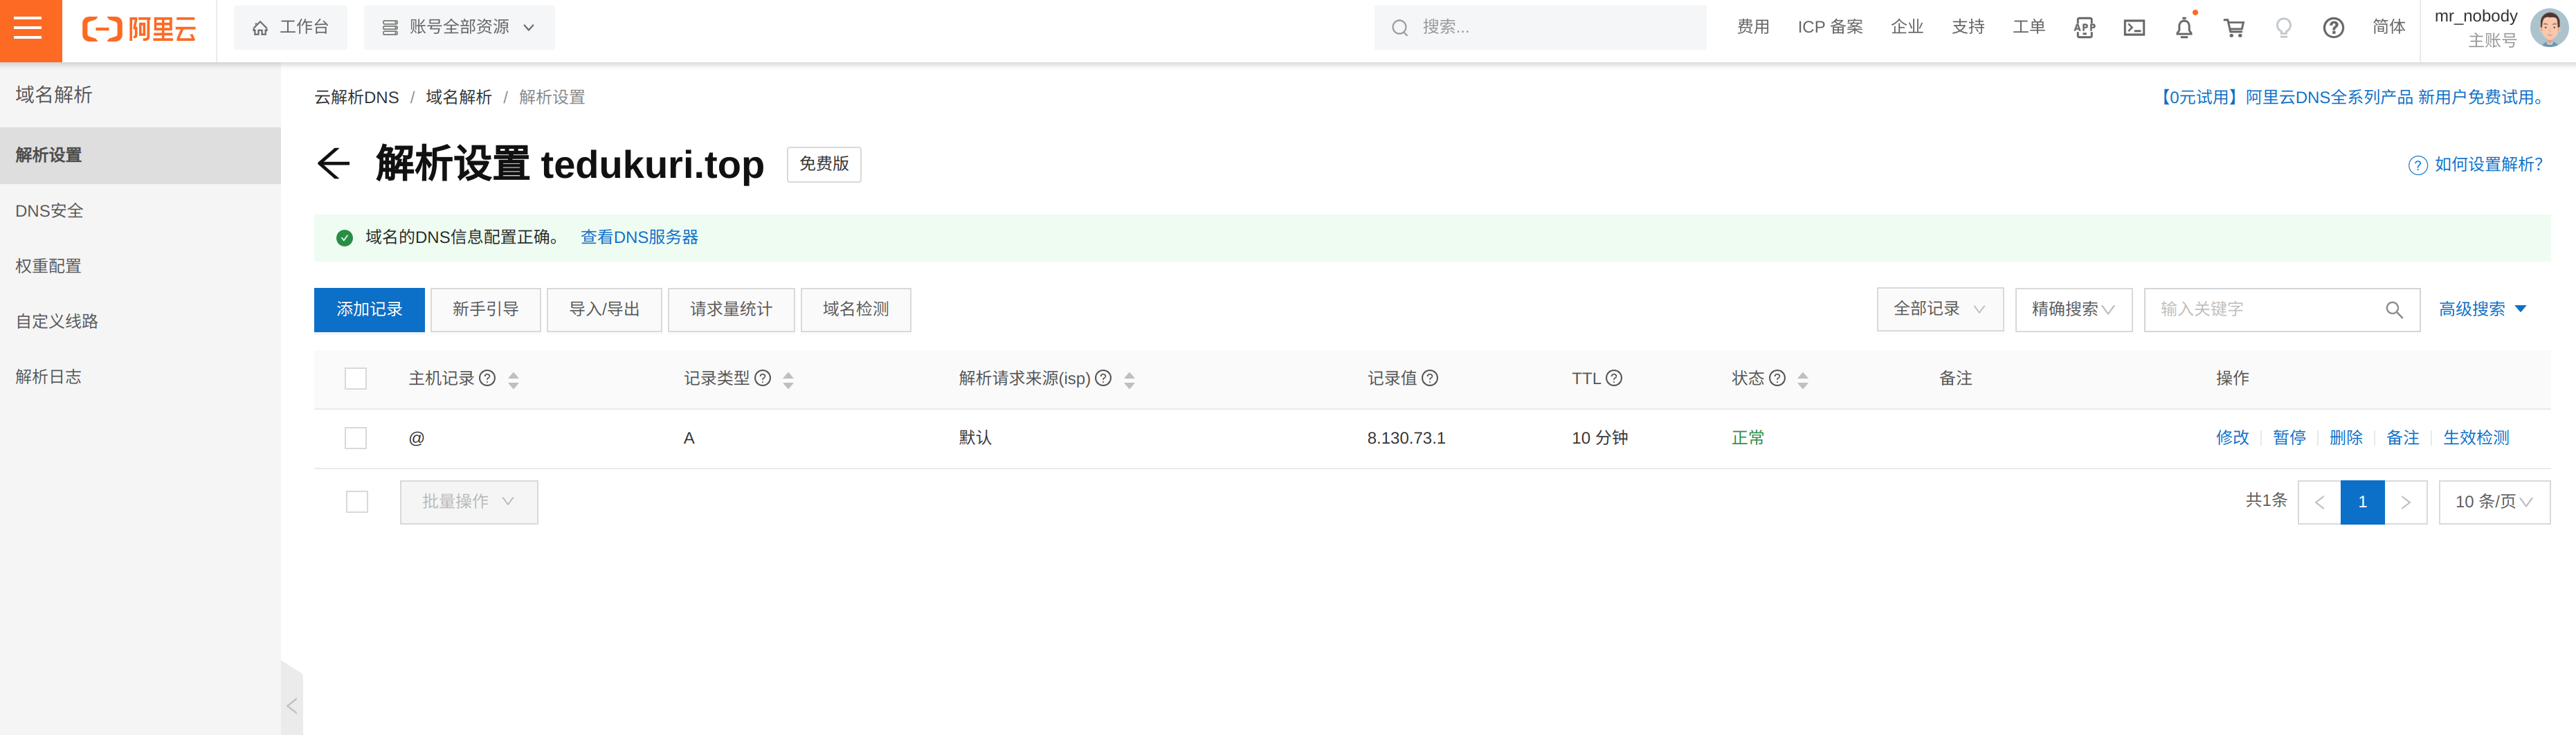 阿里云
工作台
账号全部资源
搜索...
费用
ICP 备案
企业
支持
工单
APP
简体
mr_nobody
主账号
域名解析
解析设置
DNS安全
权重配置
自定义线路
解析日志
云解析DNS / 域名解析 / 解析设置
【0元试用】阿里云DNS全系列产品 新用户免费试用。
解析设置 tedukuri.top
免费版
如何设置解析?
域名的DNS信息配置正确。 查看DNS服务器
添加记录
新手引导
导入/导出
请求量统计
域名检测
全部记录
精确搜索
输入关键字
高级搜索
主机记录
记录类型
解析请求来源(isp)
记录值
TTL
状态
备注
操作
@
A
默认
8.130.73.1
10 分钟
正常
修改
暂停
删除
备注
生效检测
批量操作
共1条
1
10 条/页